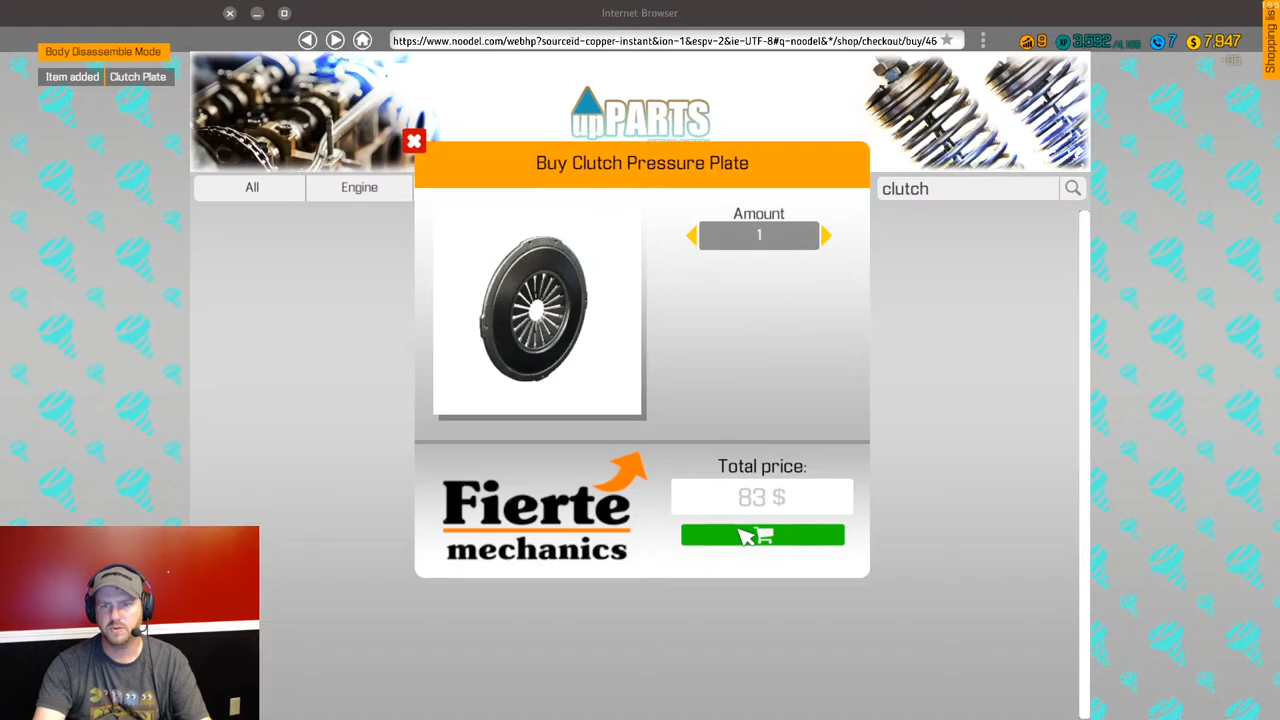 Internet Browser
https://www.noodel.com/webhp?sourceid-copper-instant&ion-1&espv-2&ie-UTF-8#q-noodel&*/shop/checkout/buy/46
9
3,592
7
$ 7,947
Shopping list
Body Disassemble Mode
Item added
Clutch Plate
upPARTS
Buy Clutch Pressure Plate
All
Engine
clutch
Amount
1
Total price:
83 $
Fierte
mechanics